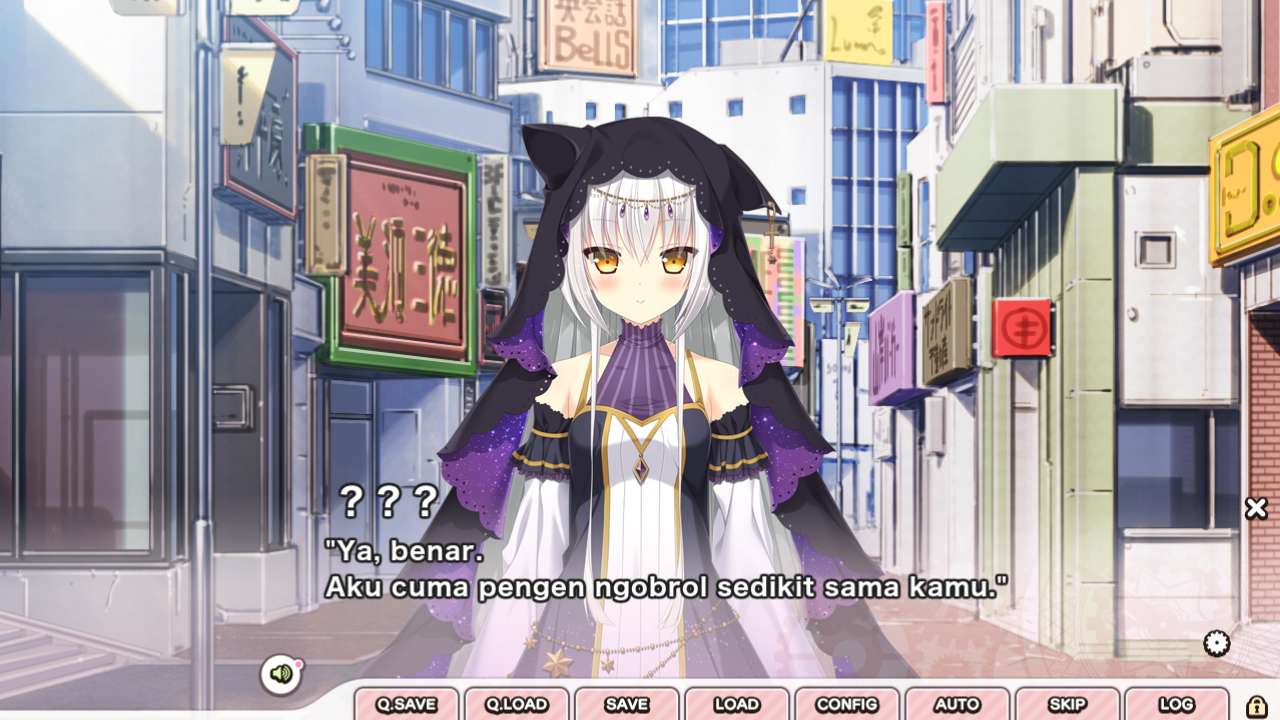 英会話
Bells
？？？
"Ya, benar.
Aku cuma pengen ngobrol sedikit sama kamu."
Q.SAVE
Q.LOAD
SAVE
LOAD
CONFIG
AUTO
SKIP
LOG